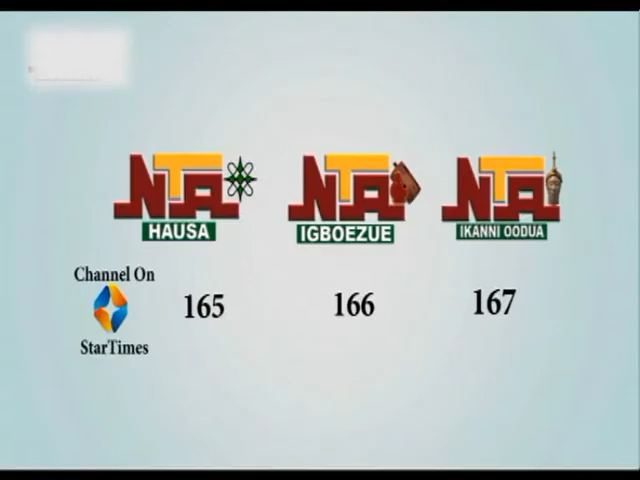 NTA NTA NTA
HAUSA IGBOEZUE IKANNI OODUA
Channel On
165 166 167
StarTimes